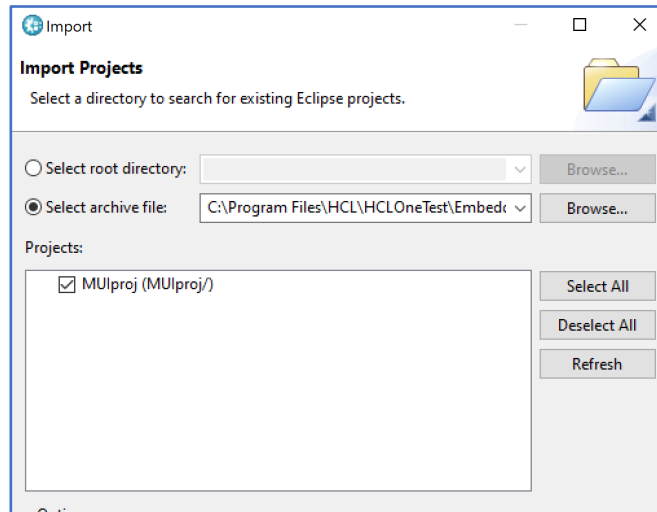 Import
Import Projects
Select a directory to search for existing Eclipse projects.
Select root directory:
Browse...
Select archive file: C:\Program Files\HCL\HCLOneTest\Embedd Browse...
Projects:
MUIproj (MUIproj/)
Select All
Deselect All
Refresh